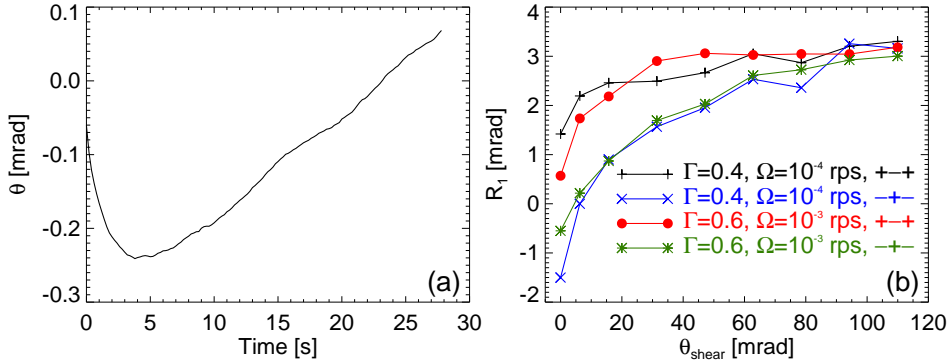 0.1
0.0
-0.1
-0.2
-0.3
θ [mrad]
0 5 10 15 20 25 30
Time [s]
(a)
4
3
2
1
0
-1
-2
R₁ [mrad]
Γ=0.4, Ω=10⁻⁴ rps, +−+
Γ=0.4, Ω=10⁻⁴ rps, −+−
Γ=0.6, Ω=10⁻³ rps, +−+
Γ=0.6, Ω=10⁻³ rps, −+−
(b)
0 20 40 60 80 100 120
θshear [mrad]